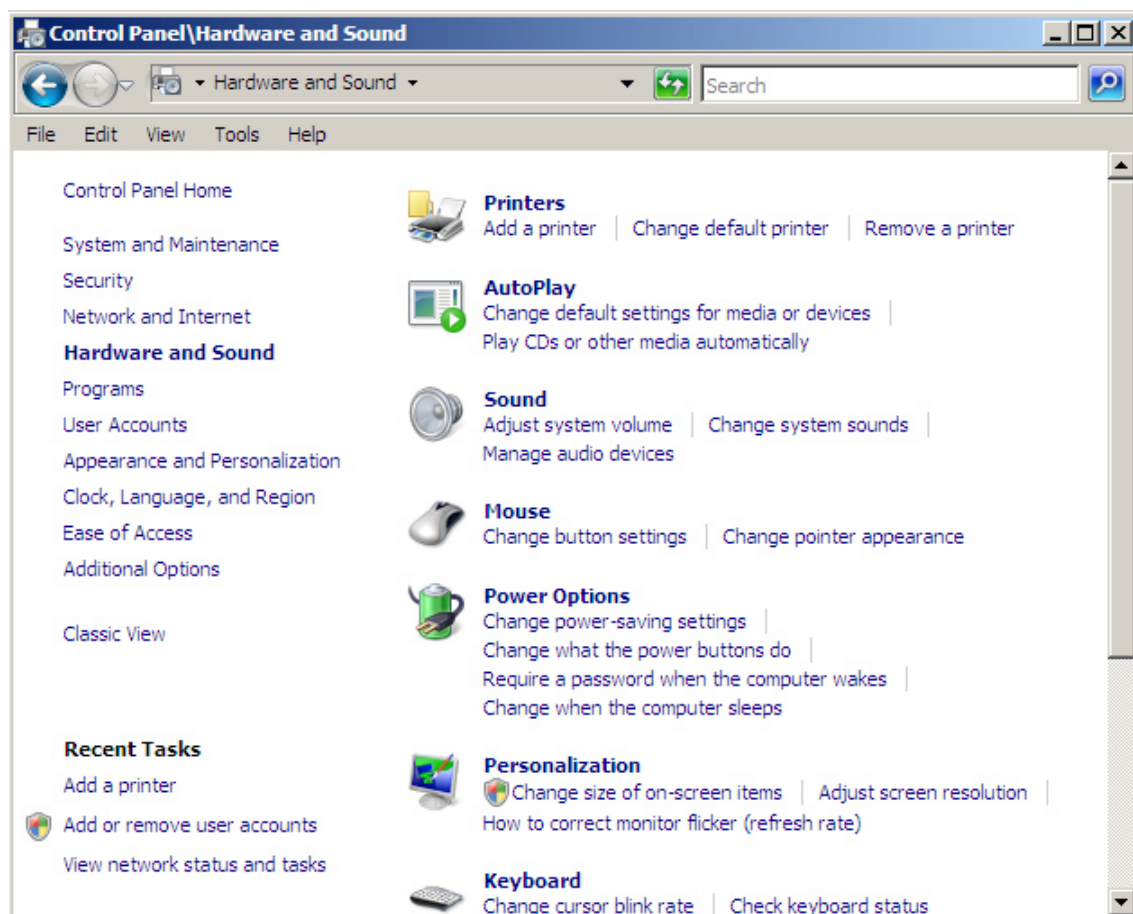 Control Panel\Hardware and Sound
Hardware and Sound
Search
File Edit View Tools Help
Control Panel Home
System and Maintenance
Security
Network and Internet
Hardware and Sound
Programs
User Accounts
Appearance and Personalization
Clock, Language, and Region
Ease of Access
Additional Options
Classic View
Recent Tasks
Add a printer
Add or remove user accounts
View network status and tasks
Printers
Add a printer | Change default printer | Remove a printer
AutoPlay
Change default settings for media or devices |
Play CDs or other media automatically
Sound
Adjust system volume | Change system sounds |
Manage audio devices
Mouse
Change button settings | Change pointer appearance
Power Options
Change power-saving settings |
Change what the power buttons do |
Require a password when the computer wakes |
Change when the computer sleeps
Personalization
Change size of on-screen items | Adjust screen resolution |
How to correct monitor flicker (refresh rate)
Keyboard
Change cursor blink rate | Check keyboard status